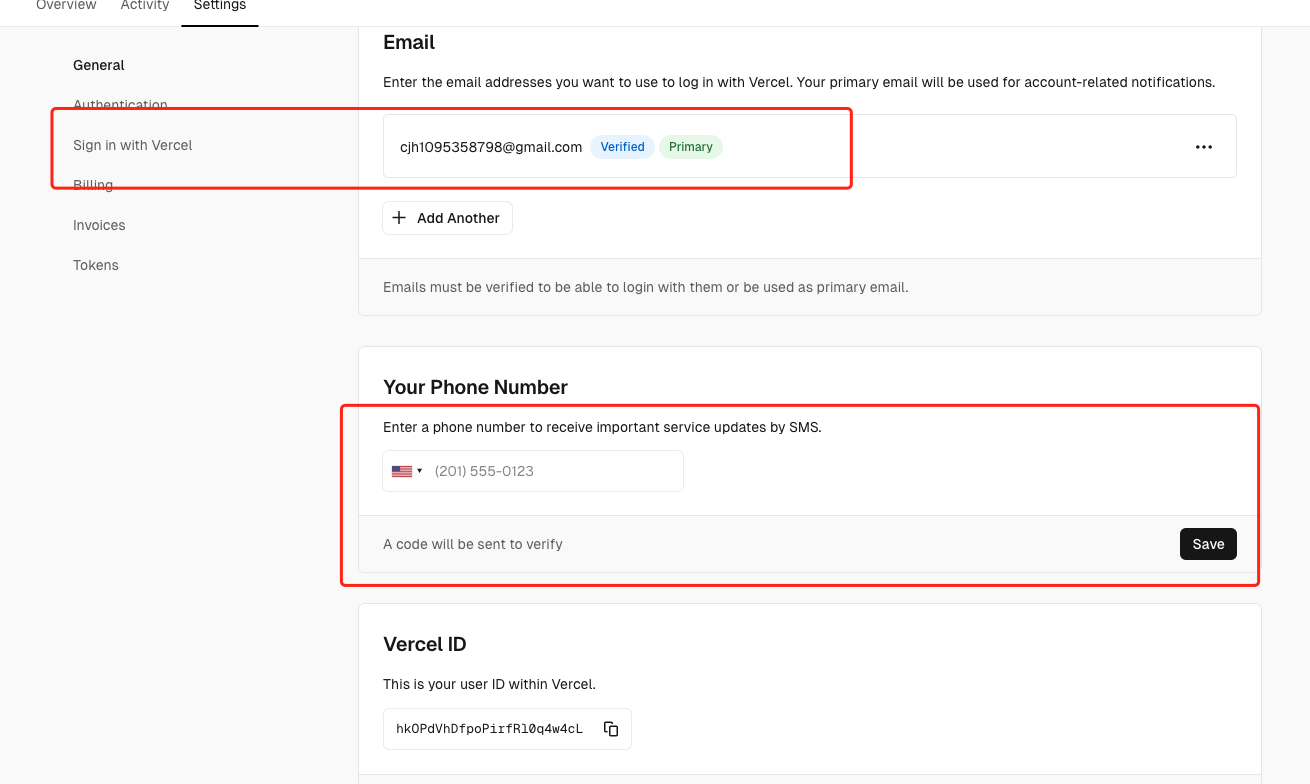 Overview Activity Settings
General
Authentication
Sign in with Vercel
Billing
Invoices
Tokens
Email
Enter the email addresses you want to use to log in with Vercel. Your primary email will be used for account-related notifications.
cjh1095358798@gmail.com Verified Primary
Add Another
Emails must be verified to be able to login with them or be used as primary email.
Your Phone Number
Enter a phone number to receive important service updates by SMS.
(201) 555-0123
A code will be sent to verify
Save
Vercel ID
This is your user ID within Vercel.
hkOPdVhDfpoPirfRl0q4w4cL